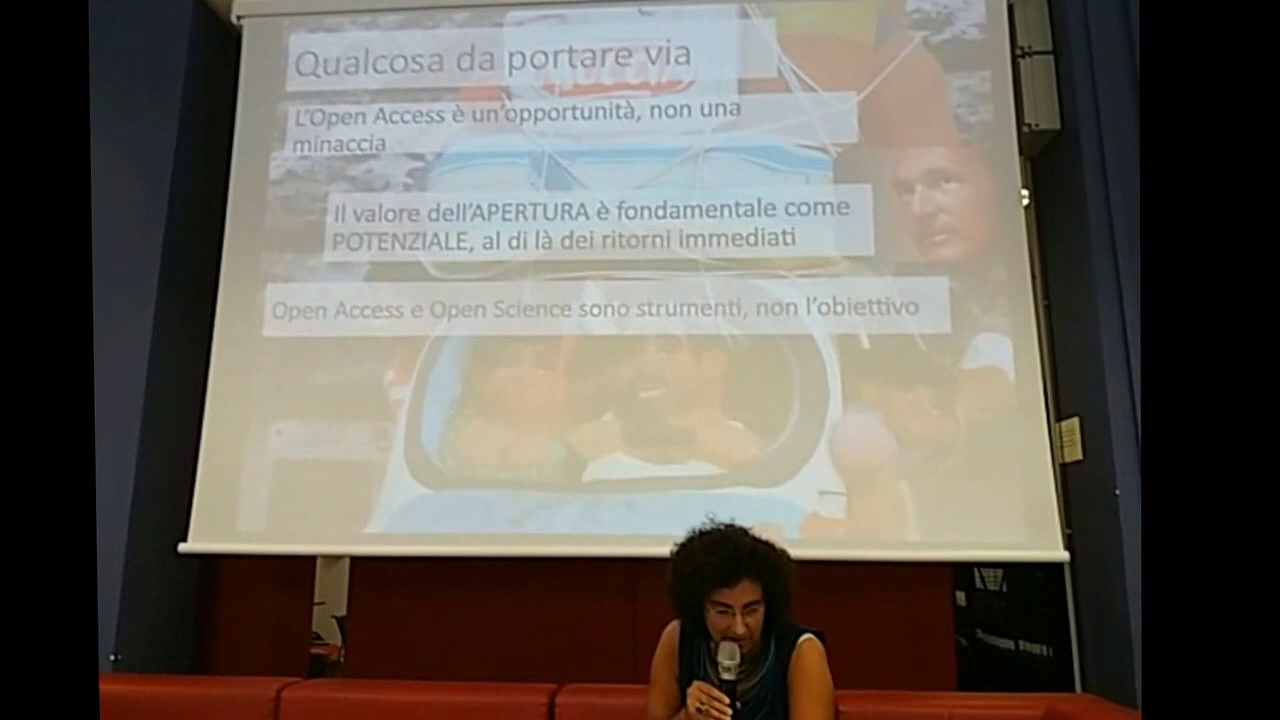 Qualcosa da portare via
L'Open Access è un'opportunità, non una
minaccia
Il valore dell'APERTURA è fondamentale come
POTENZIALE, al di là dei ritorni immediati
Open Access e Open Science sono strumenti, non l'obiettivo